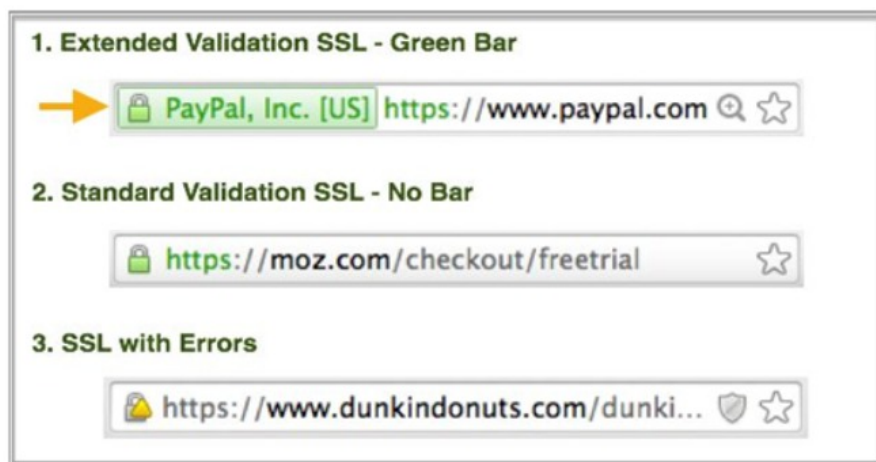 1. Extended Validation SSL - Green Bar
PayPal, Inc. [US] https://www.paypal.com
2. Standard Validation SSL - No Bar
https://moz.com/checkout/freetrial
3. SSL with Errors
https://www.dunkindonuts.com/dunki...